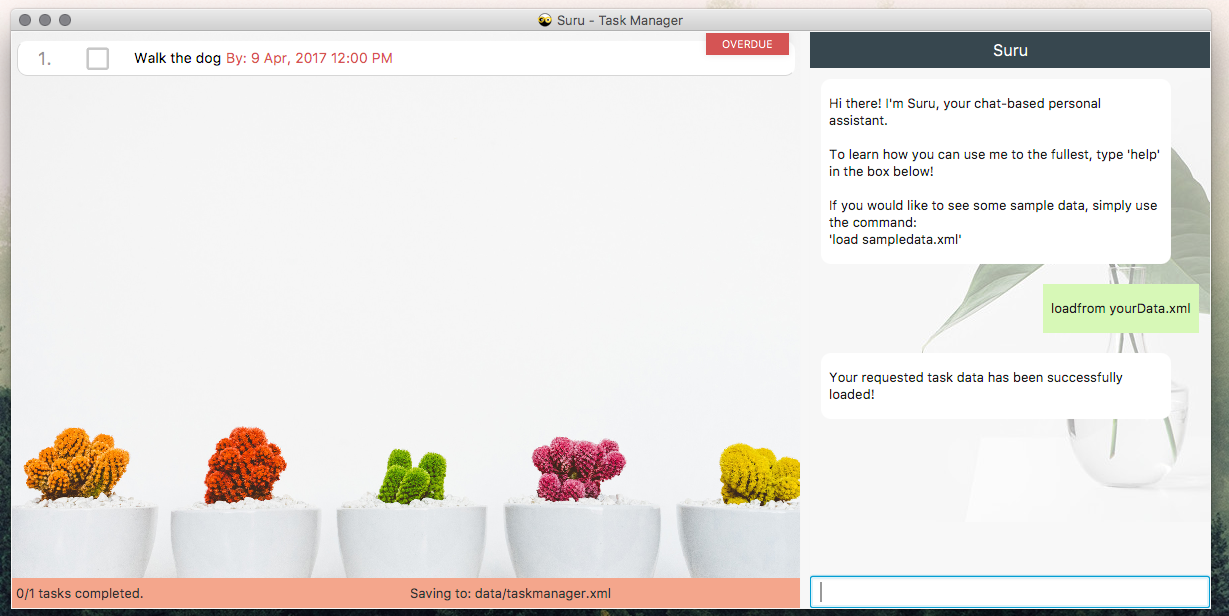 Suru - Task Manager
1. Walk the dog By: 9 Apr, 2017 12:00 PM
OVERDUE
0/1 tasks completed.
Saving to: data/taskmanager.xml
Suru
Hi there! I'm Suru, your chat-based personal
assistant.
To learn how you can use me to the fullest, type 'help'
in the box below!
If you would like to see some sample data, simply use
the command:
'load sampledata.xml'
loadfrom yourData.xml
Your requested task data has been successfully
loaded!